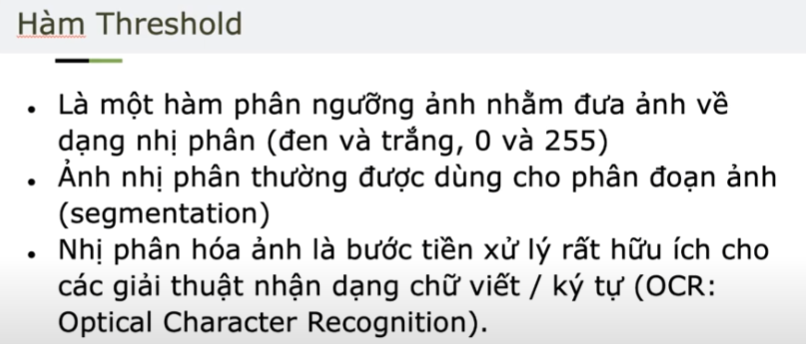 Hàm Threshold
• Là một hàm phân ngưỡng ảnh nhằm đưa ảnh về
dạng nhị phân (đen và trắng, 0 và 255)
• Ảnh nhị phân thường được dùng cho phân đoạn ảnh
(segmentation)
• Nhị phân hóa ảnh là bước tiền xử lý rất hữu ích cho
các giải thuật nhận dạng chữ viết / ký tự (OCR:
Optical Character Recognition).